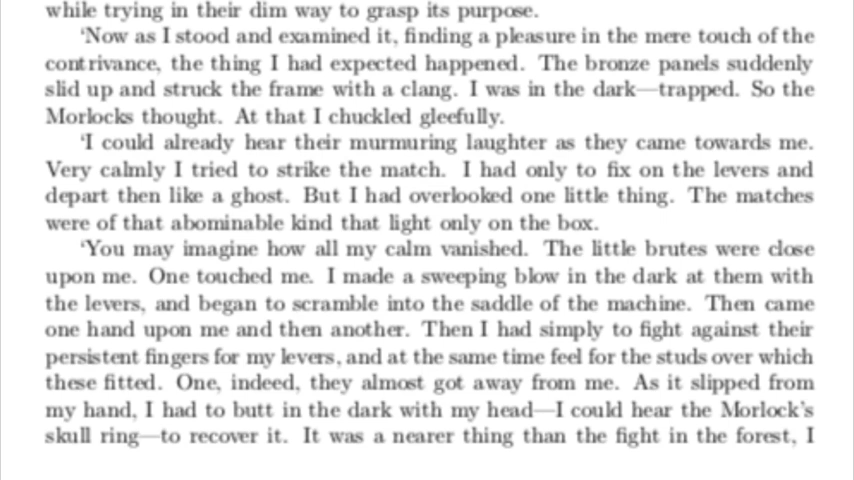 while trying in their dim way to grasp its purpose.
‘Now as I stood and examined it, finding a pleasure in the mere touch of the
contrivance, the thing I had expected happened. The bronze panels suddenly
slid up and struck the frame with a clang. I was in the dark—trapped. So the
Morlocks thought. At that I chuckled gleefully.
‘I could already hear their murmuring laughter as they came towards me.
Very calmly I tried to strike the match. I had only to fix on the levers and
depart then like a ghost. But I had overlooked one little thing. The matches
were of that abominable kind that light only on the box.
‘You may imagine how all my calm vanished. The little brutes were close
upon me. One touched me. I made a sweeping blow in the dark at them with
the levers, and began to scramble into the saddle of the machine. Then came
one hand upon me and then another. Then I had simply to fight against their
persistent fingers for my levers, and at the same time feel for the studs over which
these fitted. One, indeed, they almost got away from me. As it slipped from
my hand, I had to butt in the dark with my head—I could hear the Morlock’s
skull ring—to recover it. It was a nearer thing than the fight in the forest, I